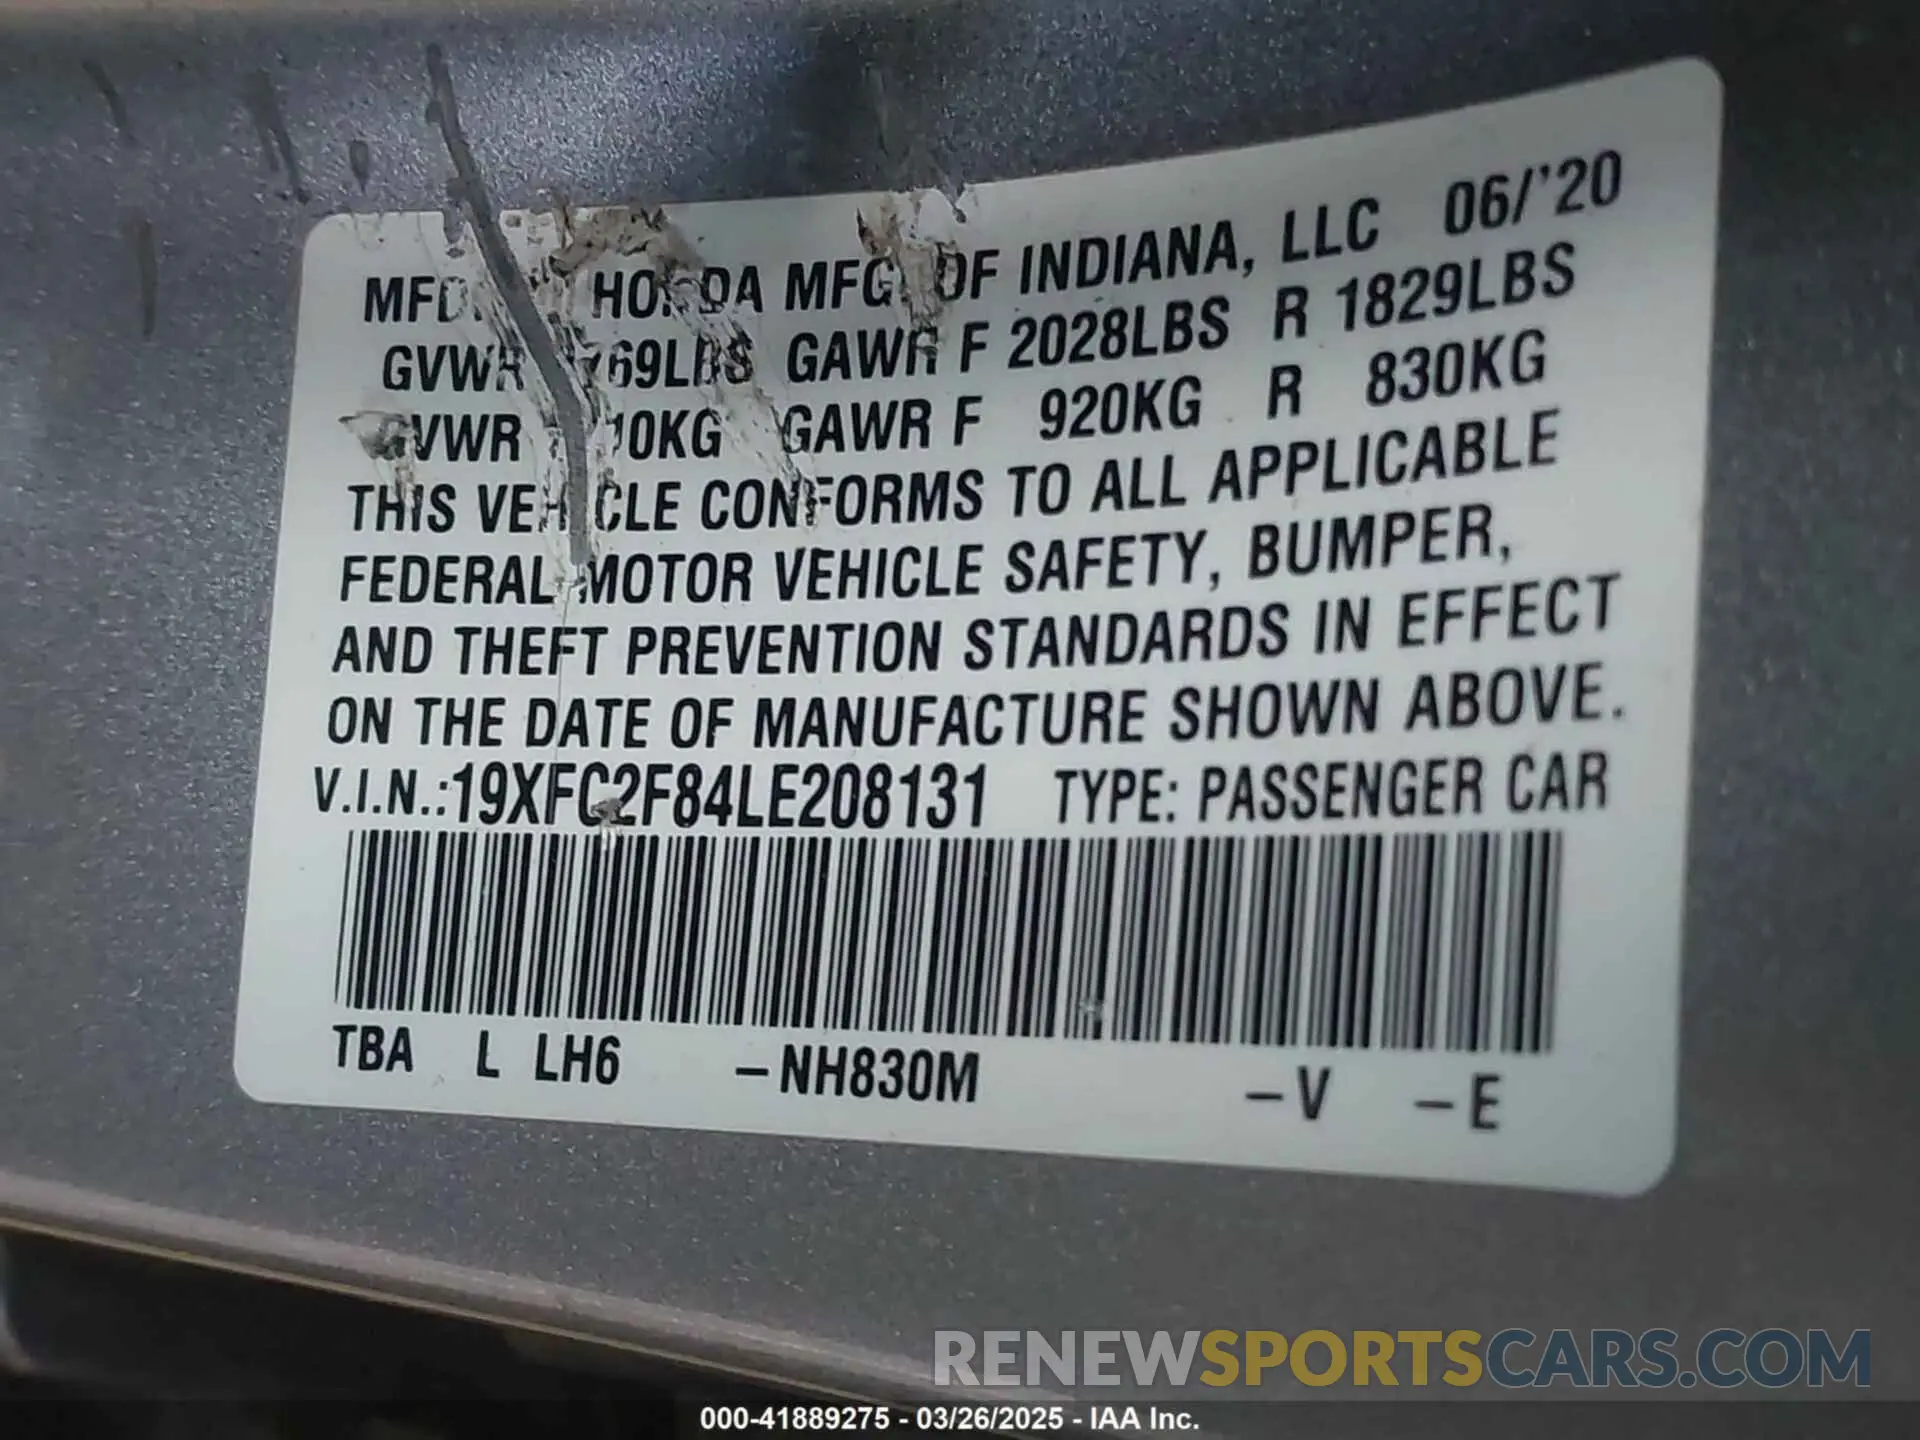 HONDA MFG. OF INDIANA, LLC 06/'20
GVWR GAWR F 2028LBS R 1829LBS
GVWR GAWR F 920KG R 830KG
THIS VEHICLE CONFORMS TO ALL APPLICABLE
FEDERAL MOTOR VEHICLE SAFETY, BUMPER,
AND THEFT PREVENTION STANDARDS IN EFFECT
ON THE DATE OF MANUFACTURE SHOWN ABOVE.
V.I.N.:19XFC2F84LE208131 TYPE: PASSENGER CAR
TBA L LH6 –NH830M –V –E
RENEWSPORTSCARS.COM
000-41889275 - 03/26/2025 - IAA Inc.